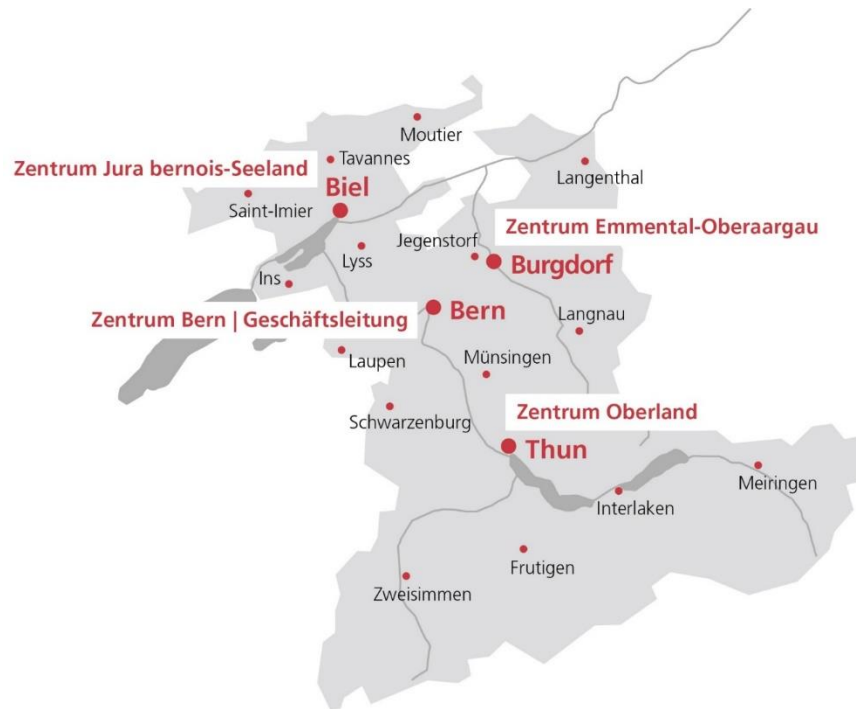 Moutier
Zentrum Jura bernois-Seeland
Tavannes
Langenthal
Biel
Saint-Imier
Zentrum Emmental-Oberaargau
Jegenstorf
Lyss
Burgdorf
Ins
Zentrum Bern | Geschäftsleitung
Bern
Langnau
Laupen
Münsingen
Zentrum Oberland
Schwarzenburg
Thun
Meiringen
Interlaken
Frutigen
Zweisimmen